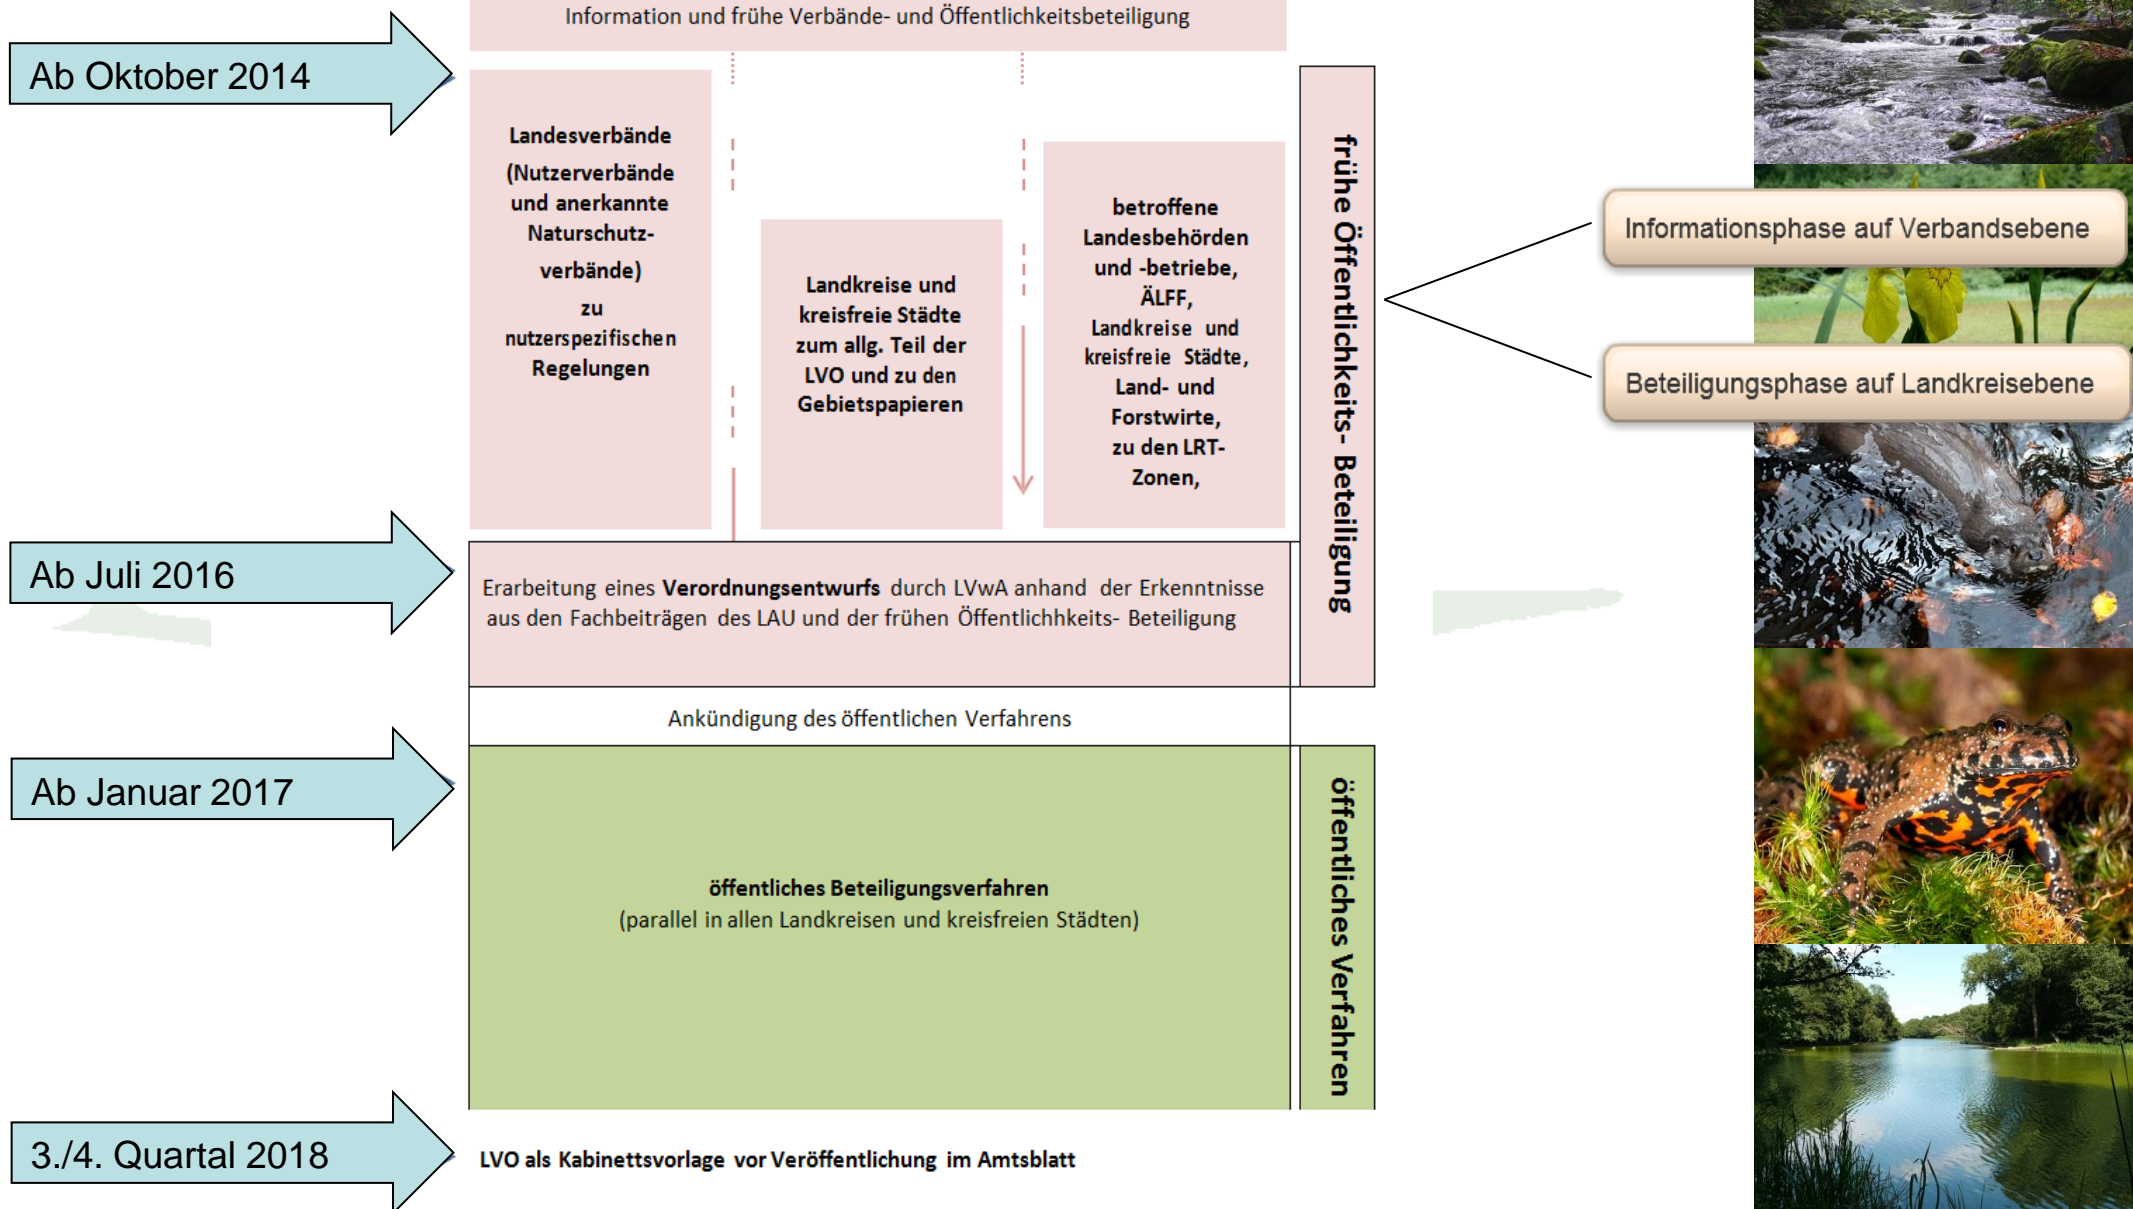 Information und frühe Verbände- und Öffentlichkeitsbeteiligung
Ab Oktober 2014
Landesverbände
(Nutzerverbände
und anerkannte
Naturschutz-
verbände)
zu
nutzerspezifischen
Regelungen
Landkreise und
kreisfreie Städte
zum allg. Teil der
LVO und zu den
Gebietspapieren
betroffene
Landesbehörden
und -betriebe,
ÄLFF,
Landkreise und
kreisfreie Städte,
Land- und
Forstwirte,
zu den LRT-
Zonen,
frühe Öffentlichkeits- Beteiligung
Informationsphase auf Verbandsebene
Beteiligungsphase auf Landkreisebene
Ab Juli 2016
Erarbeitung eines Verordnungsentwurfs durch LVwA anhand der Erkenntnisse
aus den Fachbeiträgen des LAU und der frühen Öffentlichhkeits- Beteiligung
Ankündigung des öffentlichen Verfahrens
Ab Januar 2017
öffentliches Beteiligungsverfahren
(parallel in allen Landkreisen und kreisfreien Städten)
öffentliches Verfahren
3./4. Quartal 2018
LVO als Kabinettsvorlage vor Veröffentlichung im Amtsblatt